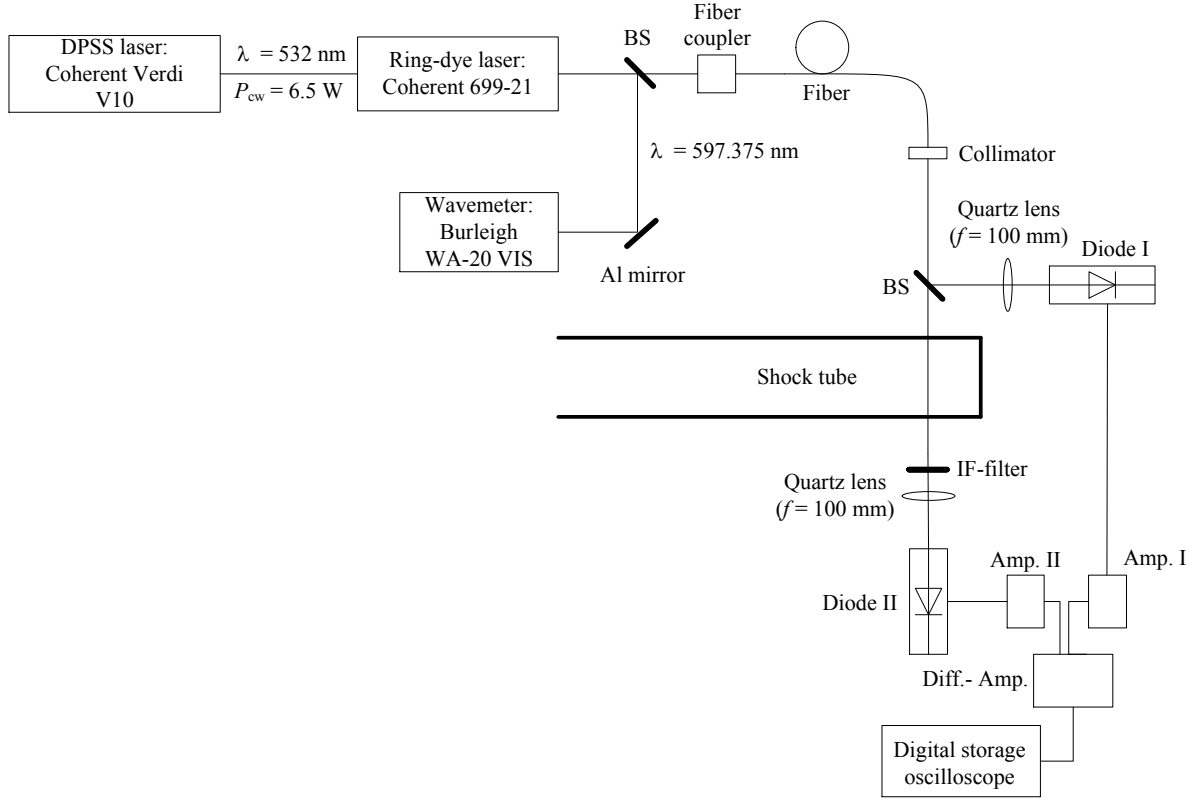 DPSS laser:
Coherent Verdi
V10
λ = 532 nm
Pcw = 6.5 W
Ring-dye laser:
Coherent 699-21
BS
Fiber
coupler
Fiber
λ = 597.375 nm
Collimator
Wavemeter:
Burleigh
WA-20 VIS
Al mirror
Quartz lens
(f = 100 mm)
Diode I
BS
Shock tube
IF-filter
Quartz lens
(f = 100 mm)
Amp. II
Amp. I
Diode II
Diff.- Amp.
Digital storage
oscilloscope